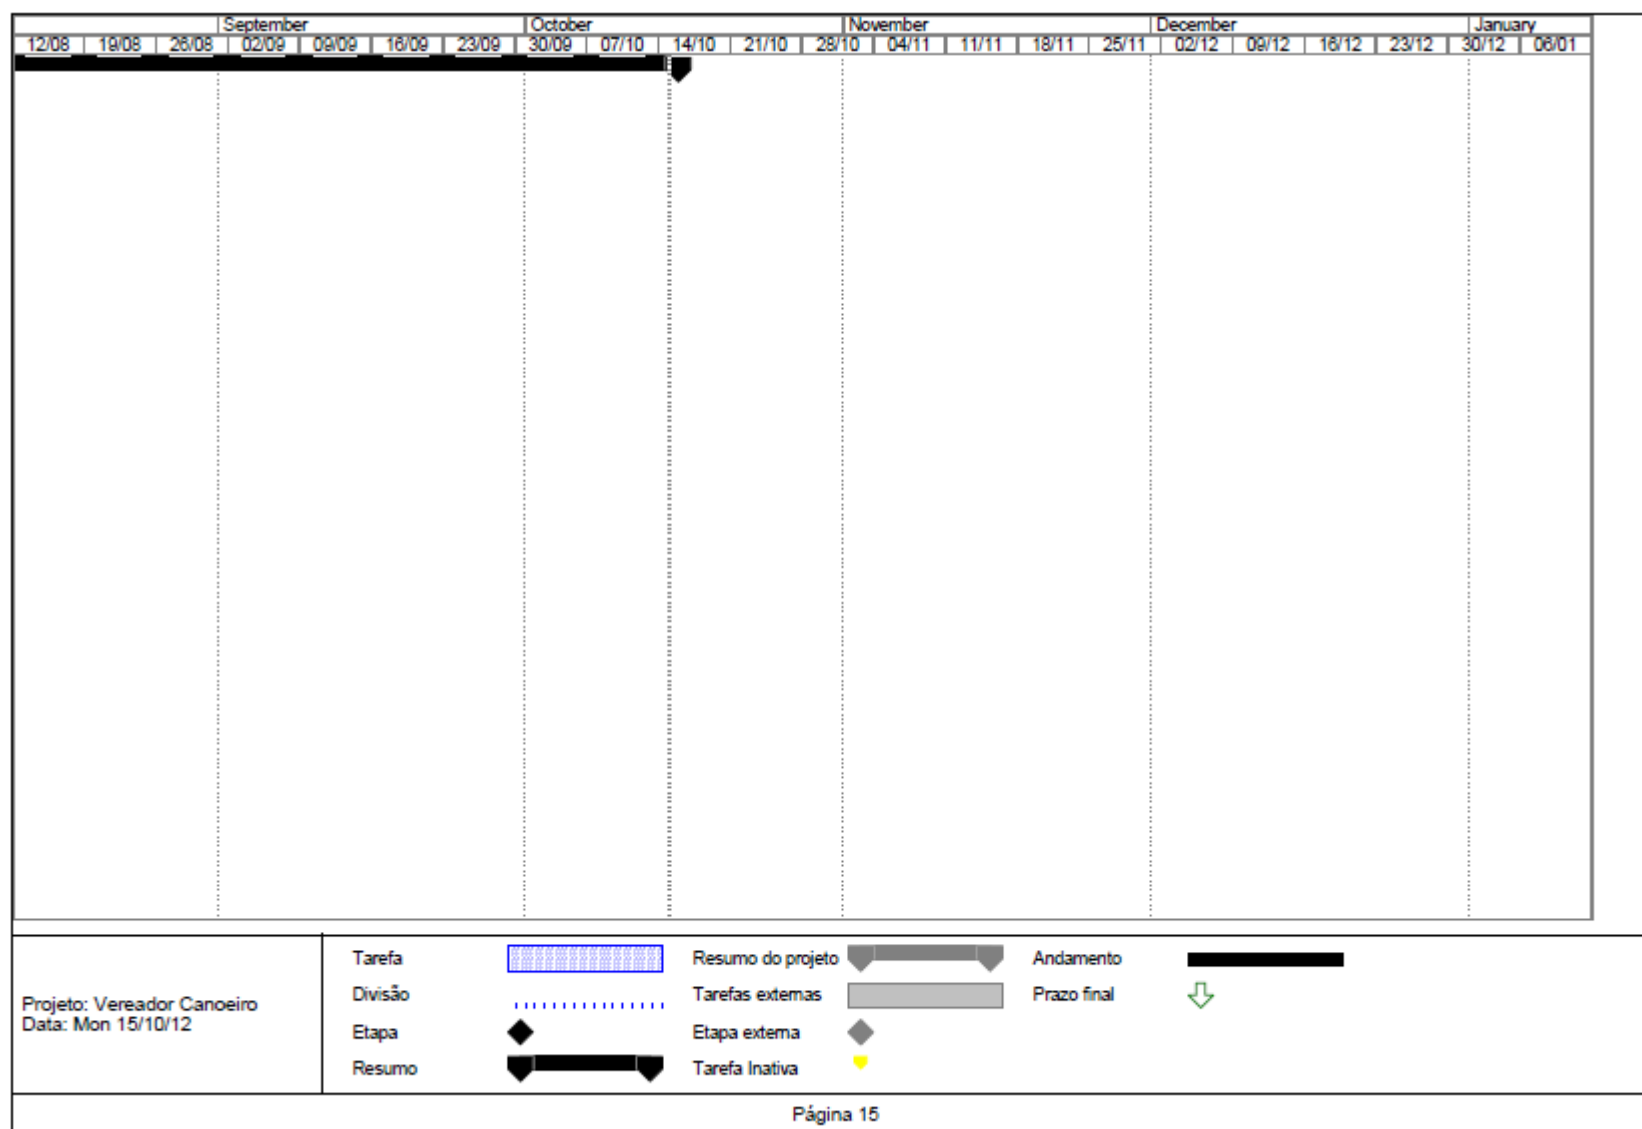 September October November December January
12/08 19/08 26/08 02/09 09/09 16/09 23/09 30/09 07/10 14/10 21/10 28/10 04/11 11/11 18/11 25/11 02/12 09/12 16/12 23/12 30/12 06/01
Projeto: Vereador Canoeiro
Data: Mon 15/10/12
Tarefa
Divisão
Etapa
Resumo
Resumo do projeto
Tarefas externas
Etapa externa
Tarefa Inativa
Andamento
Prazo final
Página 15